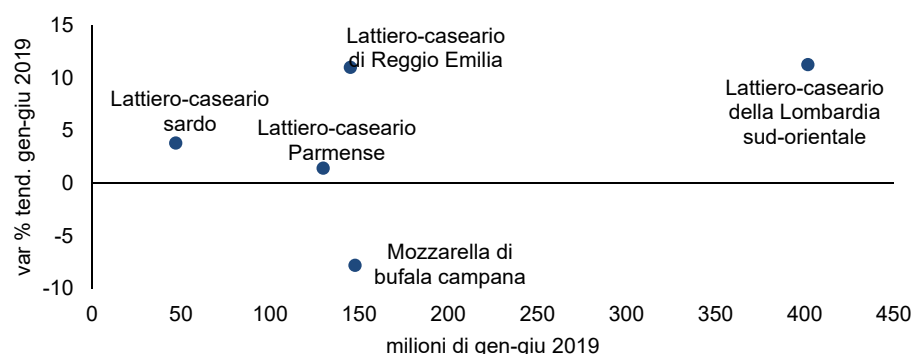 15
Lattiero-caseario
di Reggio Emilia
10
Lattiero-caseario
della Lombardia
sud-orientale
Lattiero-caseario
sardo
5
Lattiero-caseario
Parmense
0
-5
Mozzarella di
bufala campana
-10
0 50 100 150 200 250 300 350 400 450
var % tend. gen-giu 2019
milioni di gen-giu 2019